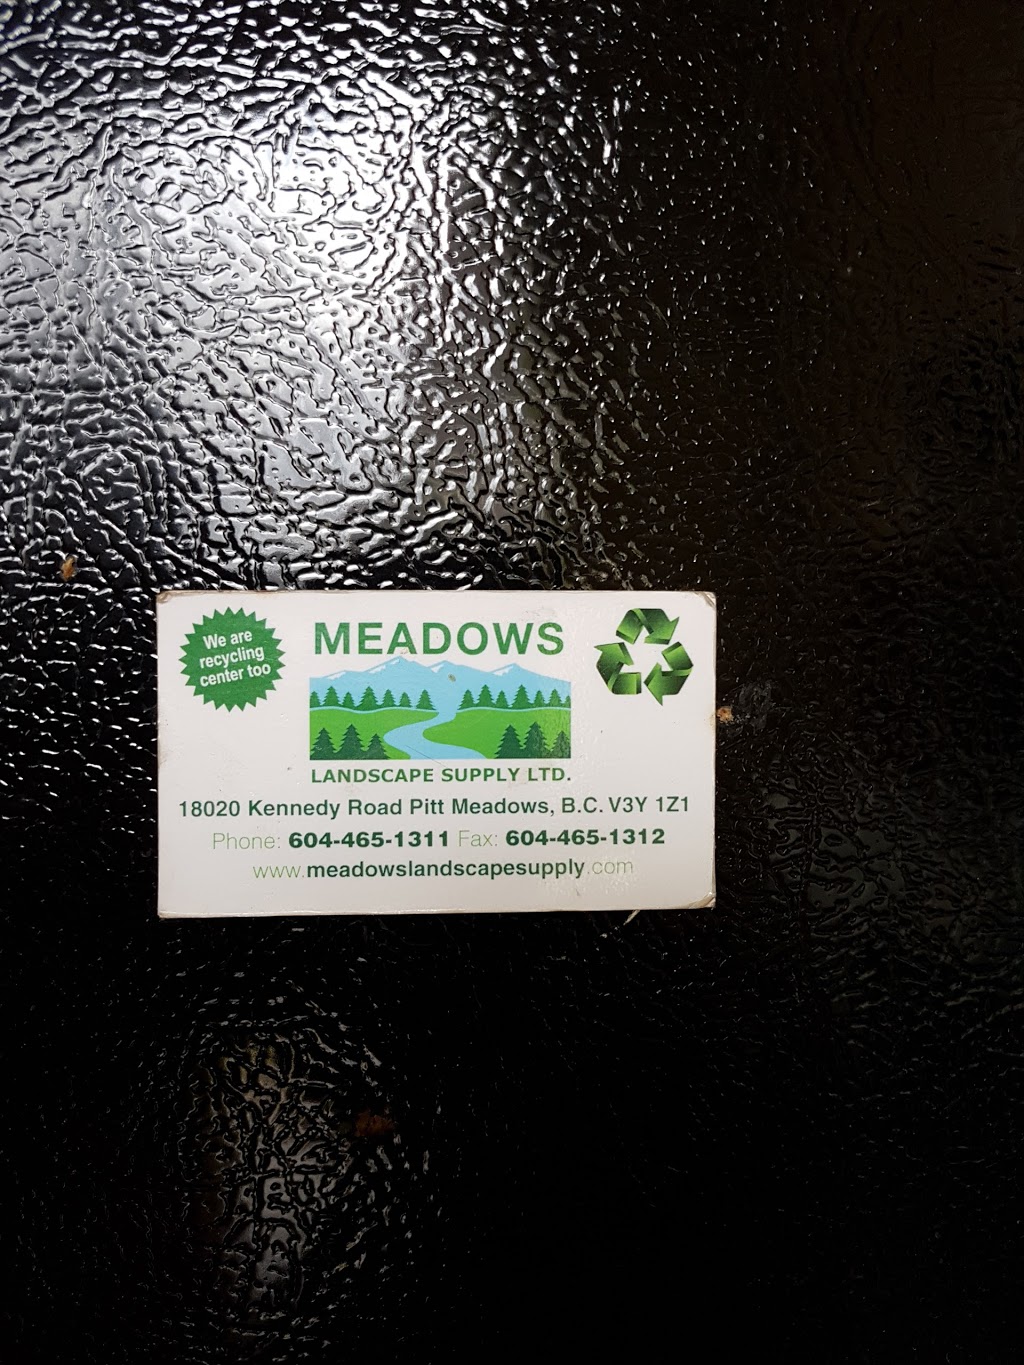 We are
recycling
center too
MEADOWS
LANDSCAPE SUPPLY LTD.
18020 Kennedy Road Pitt Meadows, B.C. V3Y 1Z1
Phone: 604-465-1311 Fax: 604-465-1312
www.meadowslandscapesupply.com